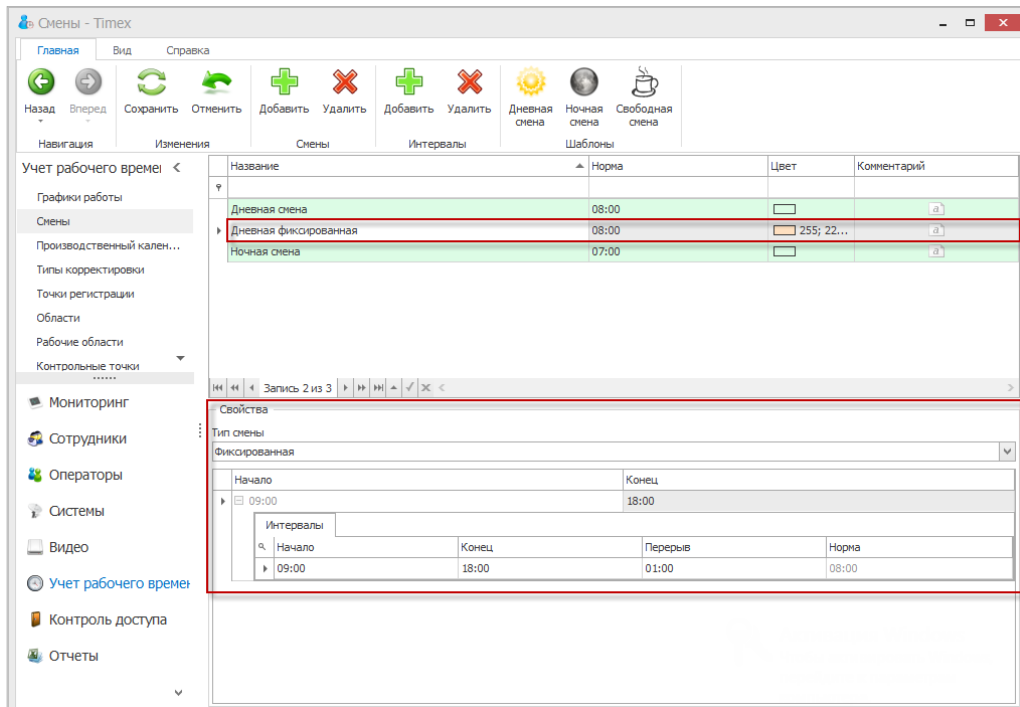 Смены - Timex
Главная Вид Справка
Назад Вперед Сохранить Отменить Добавить Удалить Добавить Удалить Дневная смена Ночная смена Свободная смена
Навигация Изменения Смены Интервалы Шаблоны
Учет рабочего времен
Графики работы
Смены
Производственный кален...
Типы корректировки
Точки регистрации
Области
Рабочие области
Контрольные точки
Мониторинг
Сотрудники
Операторы
Системы
Видео
Учет рабочего времен
Контроль доступа
Отчеты
Название Норма Цвет Комментарий
Дневная смена 08:00 a
Дневная фиксированная 08:00 255; 22... a
Ночная смена 07:00 a
Запись 2 из 3
Свойства
Тип смены
Фиксированная
Начало Конец
09:00 18:00
Интервалы
Начало Конец Перерыв Норма
09:00 18:00 01:00 08:00